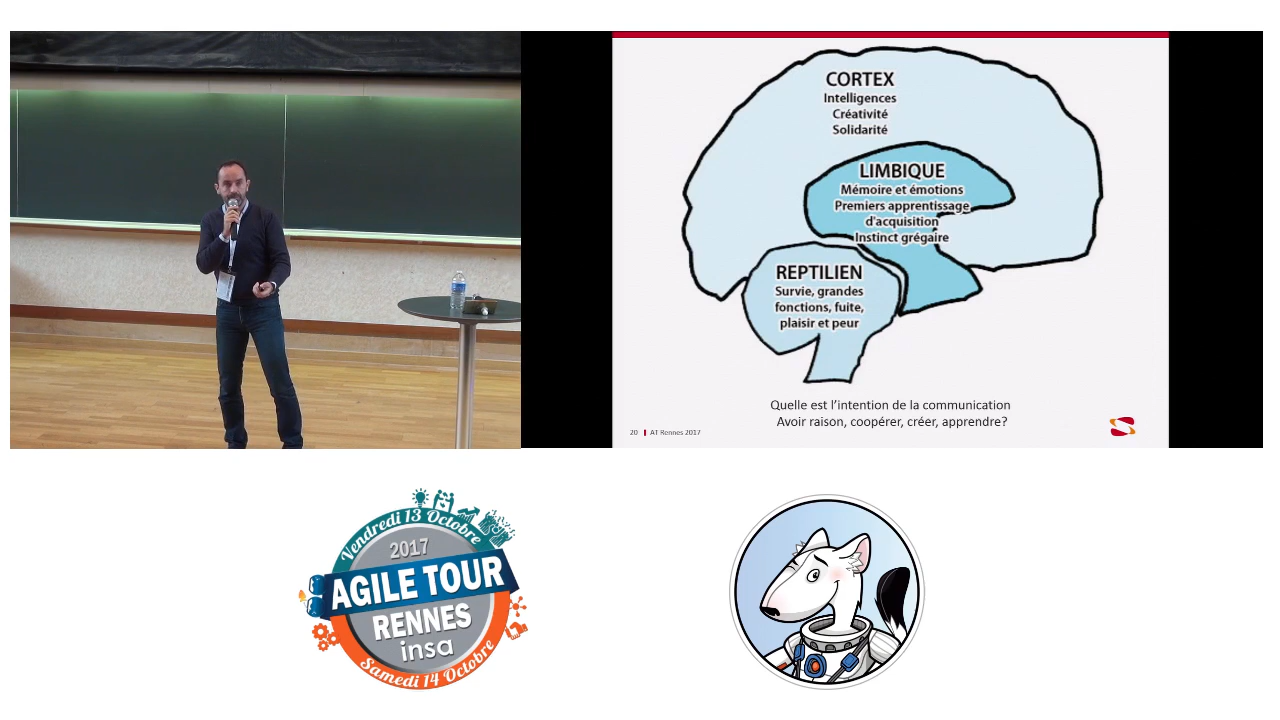 CORTEX
Intelligences
Créativité
Solidarité
LIMBIQUE
Mémoire et émotions
Premiers apprentissage
d'acquisition
Instinct grégaire
REPTILIEN
Survie, grandes
fonctions, fuite,
plaisir et peur
Quelle est l'intention de la communication
Avoir raison, coopérer, créer, apprendre?
20 AT Rennes 2017
Vendredi 13 Octobre
2017
AGILE TOUR
RENNES
insa
Samedi 14 Octobre